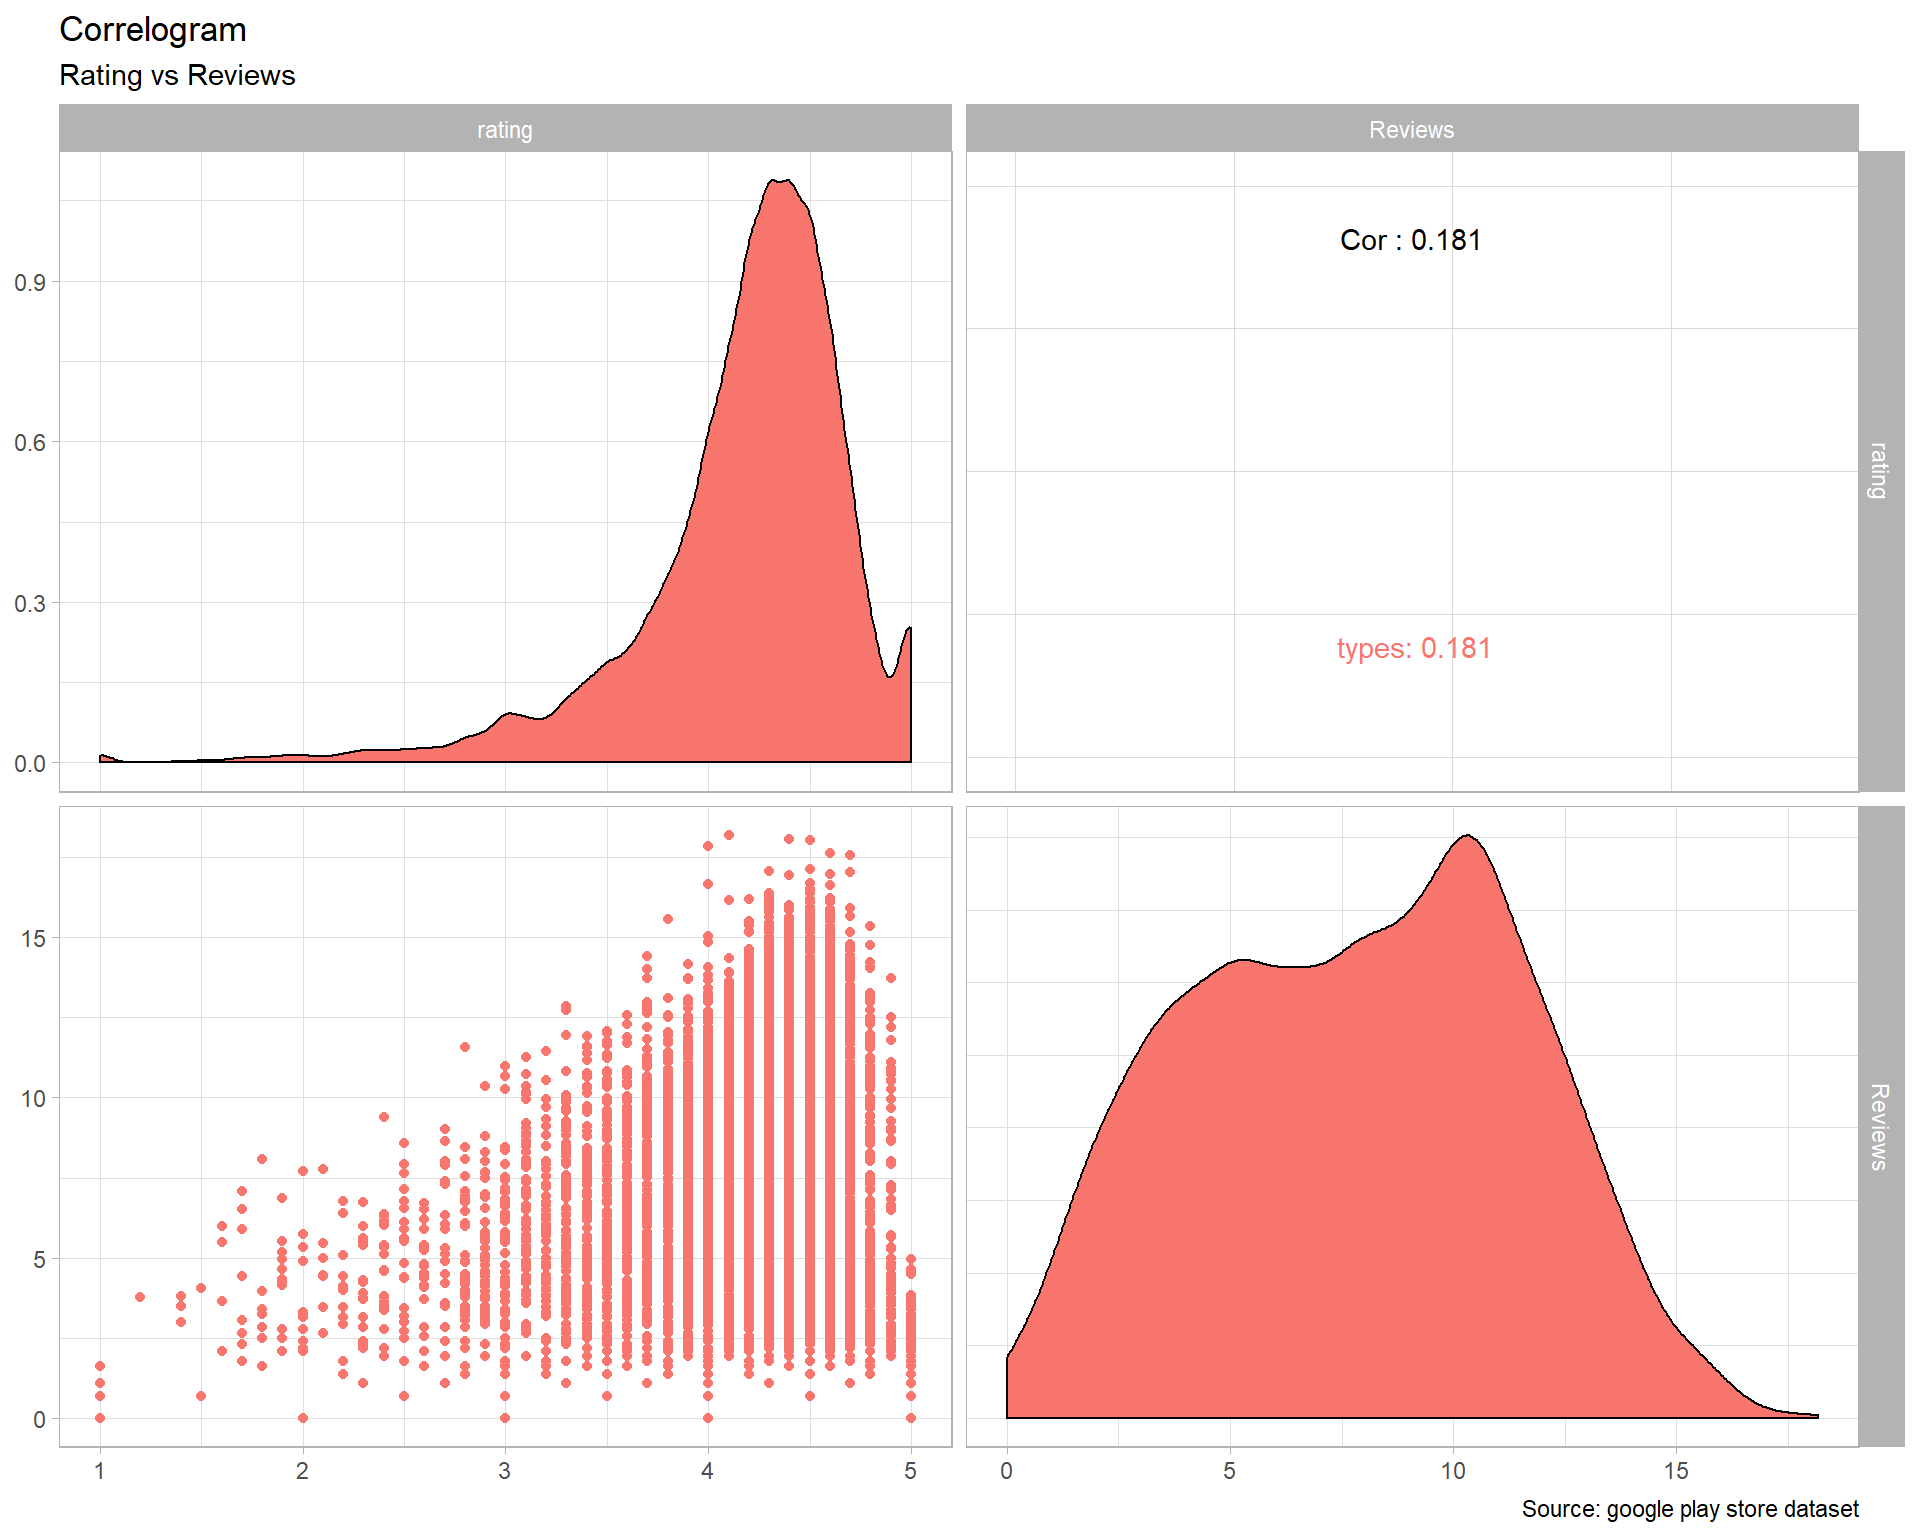 Correlogram
Rating vs Reviews
rating
Reviews
Cor : 0.181
types: 0.181
0.9
0.6
0.3
0.0
rating
15
10
5
0
Reviews
1 2 3 4 5
0 5 10 15
Source: google play store dataset